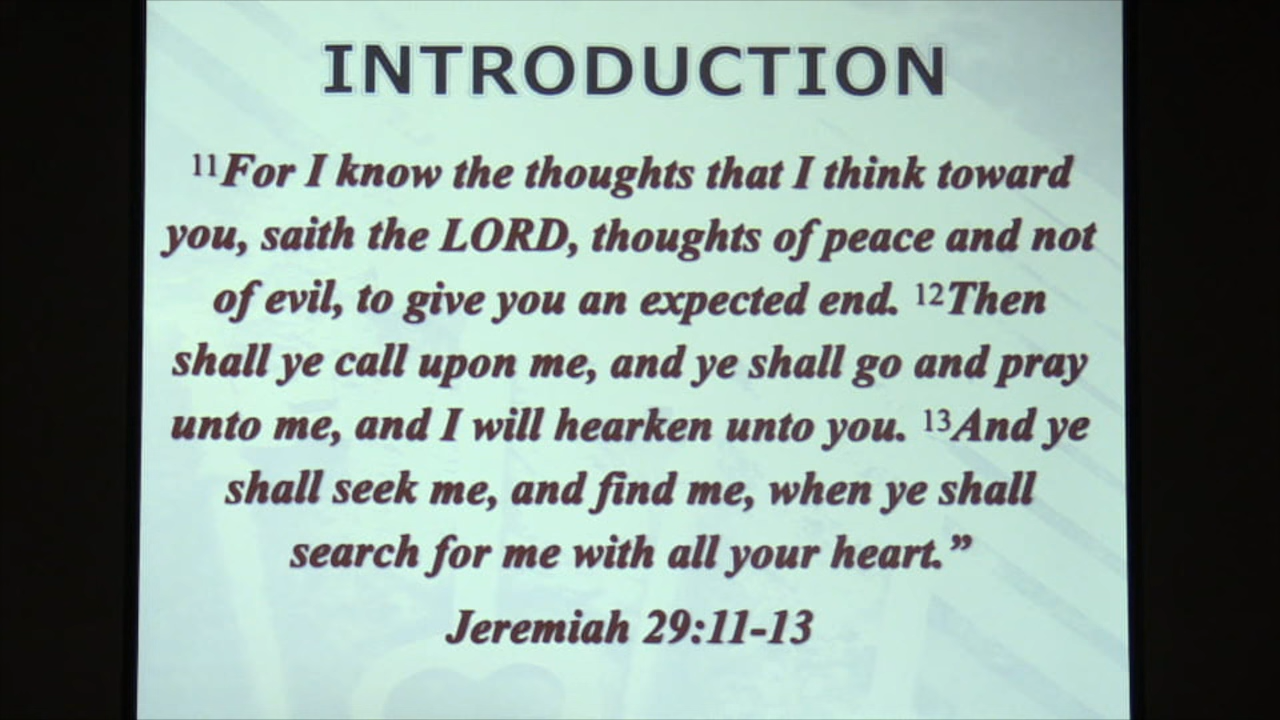 INTRODUCTION
11For I know the thoughts that I think toward
you, saith the LORD, thoughts of peace and not
of evil, to give you an expected end. 12Then
shall ye call upon me, and ye shall go and pray
unto me, and I will hearken unto you. 13And ye
shall seek me, and find me, when ye shall
search for me with all your heart.”
Jeremiah 29:11-13